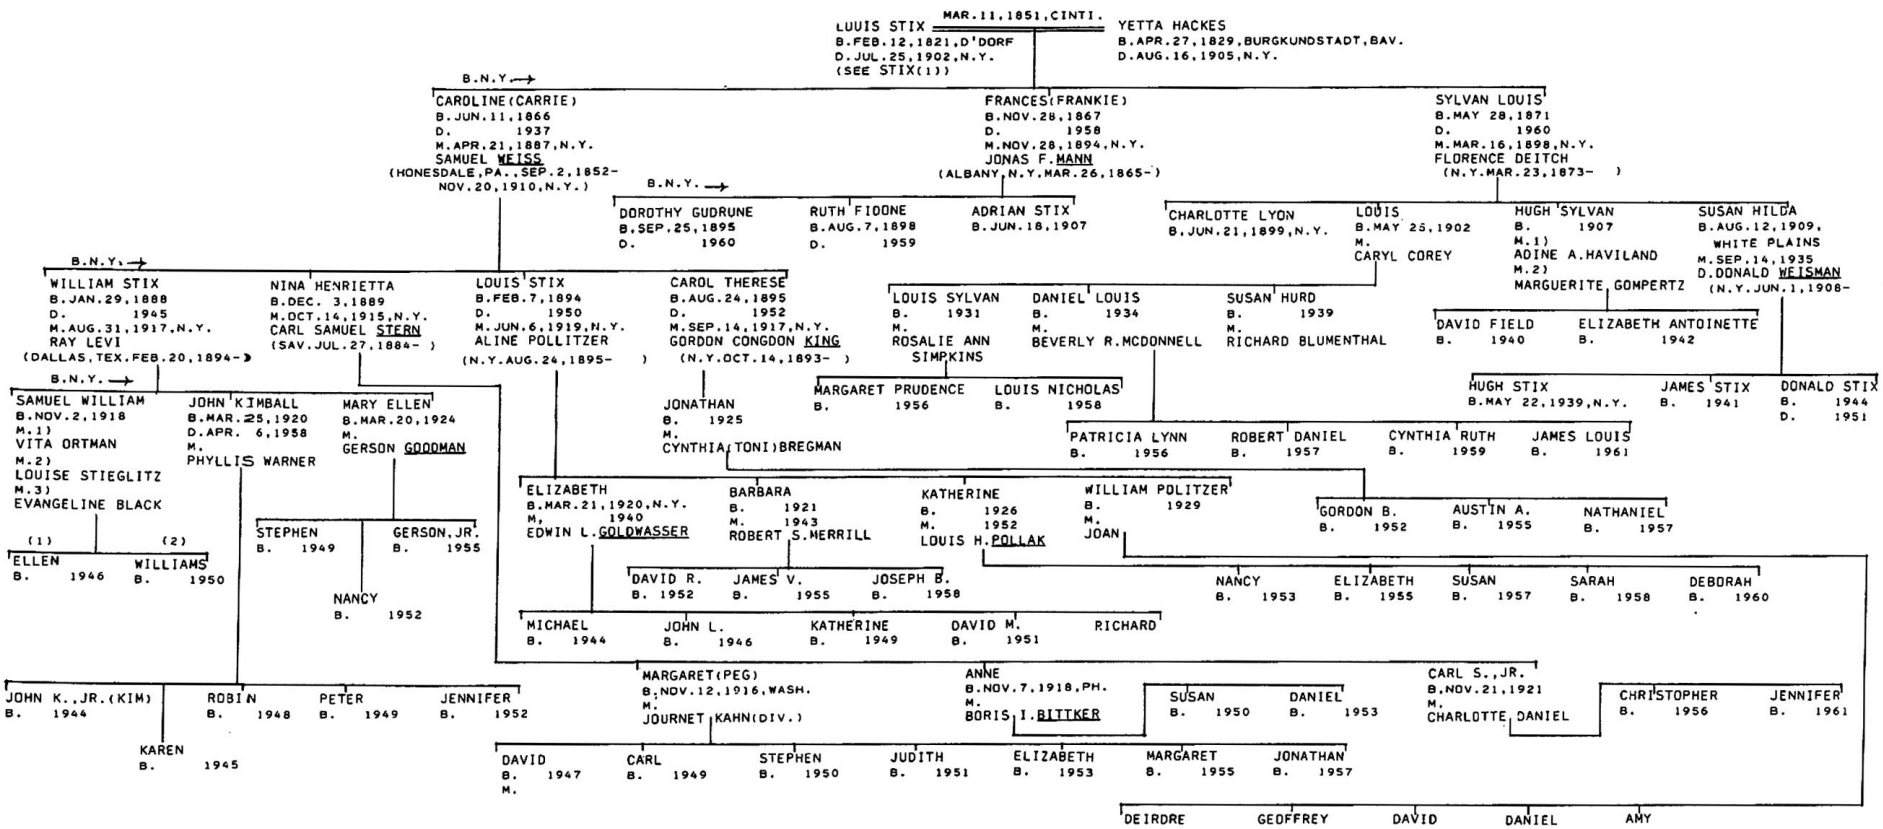 MAR.11,1851,CINTI.
LUUIS STIX
B.FEB.12,1821,D'DORF
D.JUL.25,1902,N.Y.
(SEE STIX(1))
YETTA HACKES
B.APR.27,1829,BURGKUNDSTADT,BAV.
D.AUG.16,1905,N.Y.
B.N.Y.→
CAROLINE(CARRIE)
B.JUN.11,1866
D. 1937
M.APR.21,1887,N.Y.
SAMUEL WEISS
(HONESDALE,PA.,SEP.2,1852-
NOV.20,1910,N.Y.)
FRANCES(FRANKIE)
B.NOV.28,1867
D. 1958
M.NOV.28,1894,N.Y.
JONAS F.MANN
(ALBANY,N.Y.MAR.26,1865- )
SYLVAN LOUIS
B.MAY 28,1871
D. 1960
M.MAR.16,1898,N.Y.
FLORENCE DEITCH
(N.Y.MAR.23,1873- )
B.N.Y.→
DOROTHY GUDRUNE
B.SEP.25,1895
D. 1960
RUTH FIDONE
B.AUG.7,1898
D. 1959
ADRIAN STIX
B.JUN.18,1907
CHARLOTTE LYON
B.JUN.21,1899,N.Y.
LOUIS
B.MAY 25,1902
M.
CARYL COREY
HUGH SYLVAN
B. 1907
M.1)
ADINE A.HAVILAND
M.2)
MARGUERITE GOMPERTZ
SUSAN HILDA
B.AUG.12,1909,
WHITE PLAINS
M.SEP.14,1935
D.DONALD WEISMAN
(N.Y.JUN.1,1908-
B.N.Y.→
WILLIAM STIX
B.JAN.29,1888
D. 1945
M.AUG.31,1917,N.Y.
RAY LEVI
(DALLAS,TEX.FEB.20,1894-)
NINA HENRIETTA
B.DEC. 3,1889
M.OCT.14,1915,N.Y.
CARL SAMUEL STERN
(SAV.JUL.27,1884- )
LOUIS STIX
B.FEB.7,1894
D. 1950
M.JUN.6,1919,N.Y.
ALINE POLLITZER
(N.Y.AUG.24,1895- )
CAROL THERESE
B.AUG.24,1895
D. 1952
M.SEP.14,1917,N.Y.
GORDON CONGDON KING
(N.Y.OCT.14,1893- )
LOUIS SYLVAN
B. 1931
M.
ROSALIE ANN
SIMPKINS
DANIEL LOUIS
B. 1934
M.
BEVERLY R.MCDONNELL
SUSAN HURD
B. 1939
M.
RICHARD BLUMENTHAL
DAVID FIELD
B. 1940
ELIZABETH ANTOINETTE
B. 1942
B.N.Y.→
SAMUEL WILLIAM
B.NOV.2,1918
M.1)
VITA ORTMAN
M.2)
LOUISE STIEGLITZ
M.3)
EVANGELINE BLACK
JOHN KIMBALL
B.MAR.25,1920
D.APR. 6,1958
M.
PHYLLIS WARNER
MARY ELLEN
B.MAR.20,1924
M.
GERSON GOODMAN
JONATHAN
B. 1925
M.
CYNTHIA(TONI)BREGMAN
MARGARET PRUDENCE
B. 1956
LOUIS NICHOLAS
B. 1958
HUGH STIX
B.MAY 22,1939,N.Y.
JAMES STIX
B. 1941
DONALD STIX
B. 1944
D. 1951
PATRICIA LYNN
B. 1956
ROBERT DANIEL
B. 1957
CYNTHIA RUTH
B. 1959
JAMES LOUIS
B. 1961
ELIZABETH
B.MAR.21,1920,N.Y.
M, 1940
EDWIN L.GOLDWASSER
BARBARA
B. 1921
M. 1943
ROBERT S.MERRILL
KATHERINE
B. 1926
M. 1952
LOUIS H.POLLAK
WILLIAM POLITZER
B. 1929
M.
JOAN
GORDON B.
B. 1952
AUSTIN A.
B. 1955
NATHANIEL
B. 1957
(1) (2)
ELLEN
B. 1946
WILLIAMS
B. 1950
STEPHEN
B. 1949
GERSON,JR.
B. 1955
NANCY
B. 1952
DAVID R.
B. 1952
JAMES V.
B. 1955
JOSEPH B.
B. 1958
NANCY
B. 1953
ELIZABETH
B. 1955
SUSAN
B. 1957
SARAH
B. 1958
DEBORAH
B. 1960
MICHAEL
B. 1944
JOHN L.
B. 1946
KATHERINE
B. 1949
DAVID M.
B. 1951
RICHARD
MARGARET(PEG)
B.NOV.12,1916,WASH.
M.
JOURNET KAHN(DIV.)
ANNE
B.NOV.7,1918,PH.
M.
BORIS I.BITTKER
SUSAN
B. 1950
DANIEL
B. 1953
CARL S.,JR.
B,NOV.21,1921
M.
CHARLOTTE DANIEL
CHRISTOPHER
B. 1956
JENNIFER
B. 1961
JOHN K.,JR.(KIM)
B. 1944
ROBIN
B. 1948
PETER
B. 1949
JENNIFER
B. 1952
KAREN
B. 1945
DAVID
B. 1947
M.
CARL
B. 1949
STEPHEN
B. 1950
JUDITH
B. 1951
ELIZABETH
B. 1953
MARGARET
B. 1955
JONATHAN
B. 1957
DEIRDRE
GEOFFREY
DAVID
DANIEL
AMY